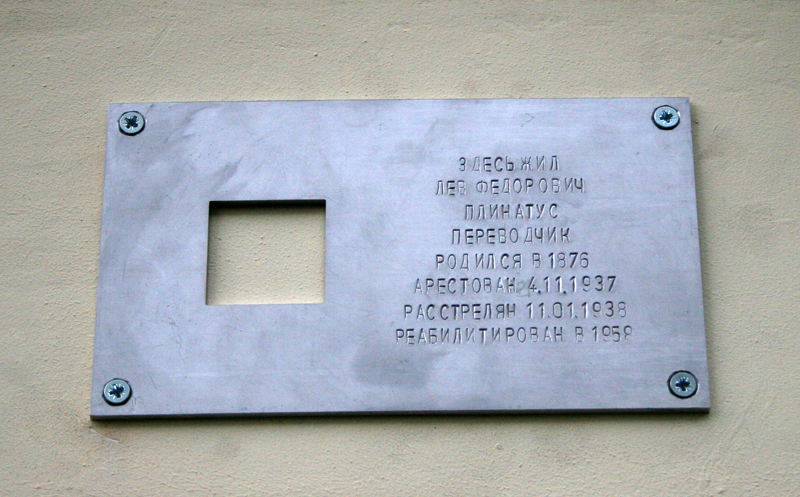 ЗДЕСЬ ЖИЛ
ЛЕВ ФЕДОРОВИЧ
ПЛИНАТУС
ПЕРЕВОДЧИК
РОДИЛСЯ В 1876
АРЕСТОВАН 4.11.1937
РАССТРЕЛЯН 11.01.1938
РЕАБИЛИТИРОВАН В 1958